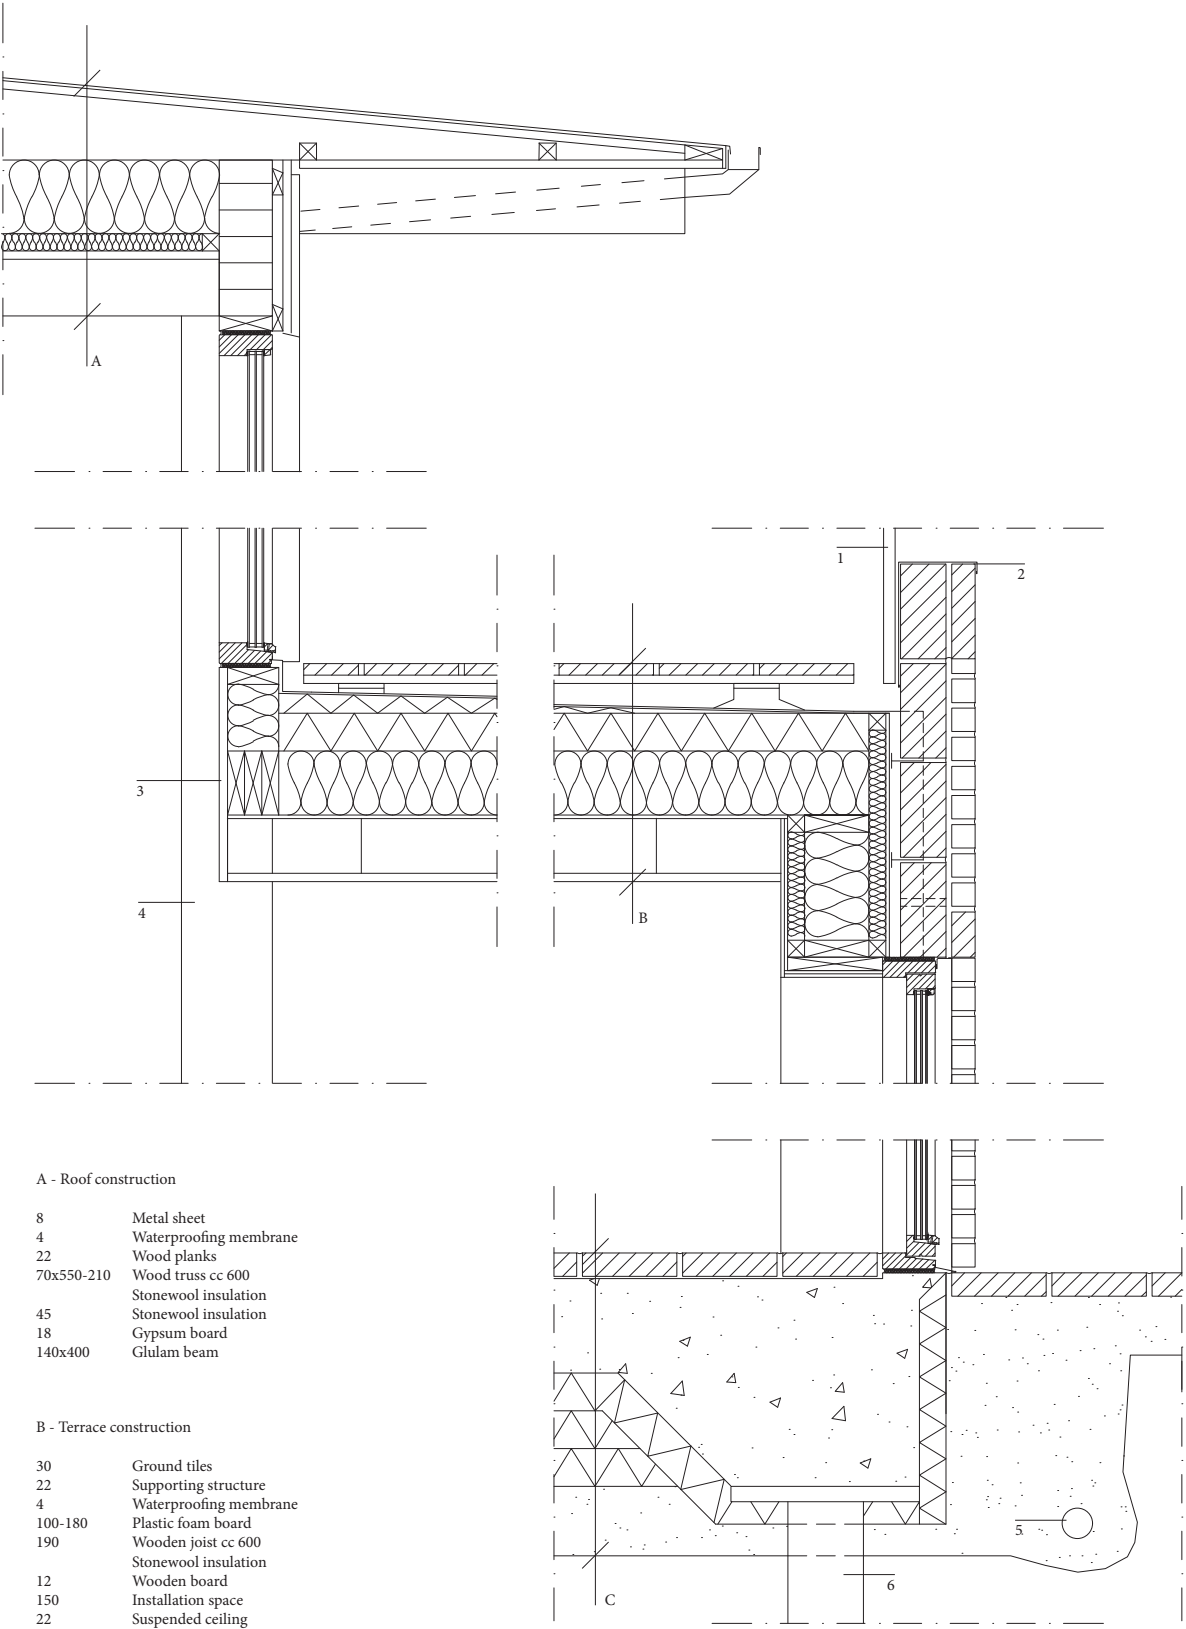 A
1
2
3
4
B
A - Roof construction
8 Metal sheet
4 Waterproofing membrane
22 Wood planks
70x550-210 Wood truss cc 600
Stonewool insulation
45 Stonewool insulation
18 Gypsum board
140x400 Glulam beam
B - Terrace construction
30 Ground tiles
22 Supporting structure
4 Waterproofing membrane
100-180 Plastic foam board
190 Wooden joist cc 600
Stonewool insulation
12 Wooden board
150 Installation space
22 Suspended ceiling
5
6
C